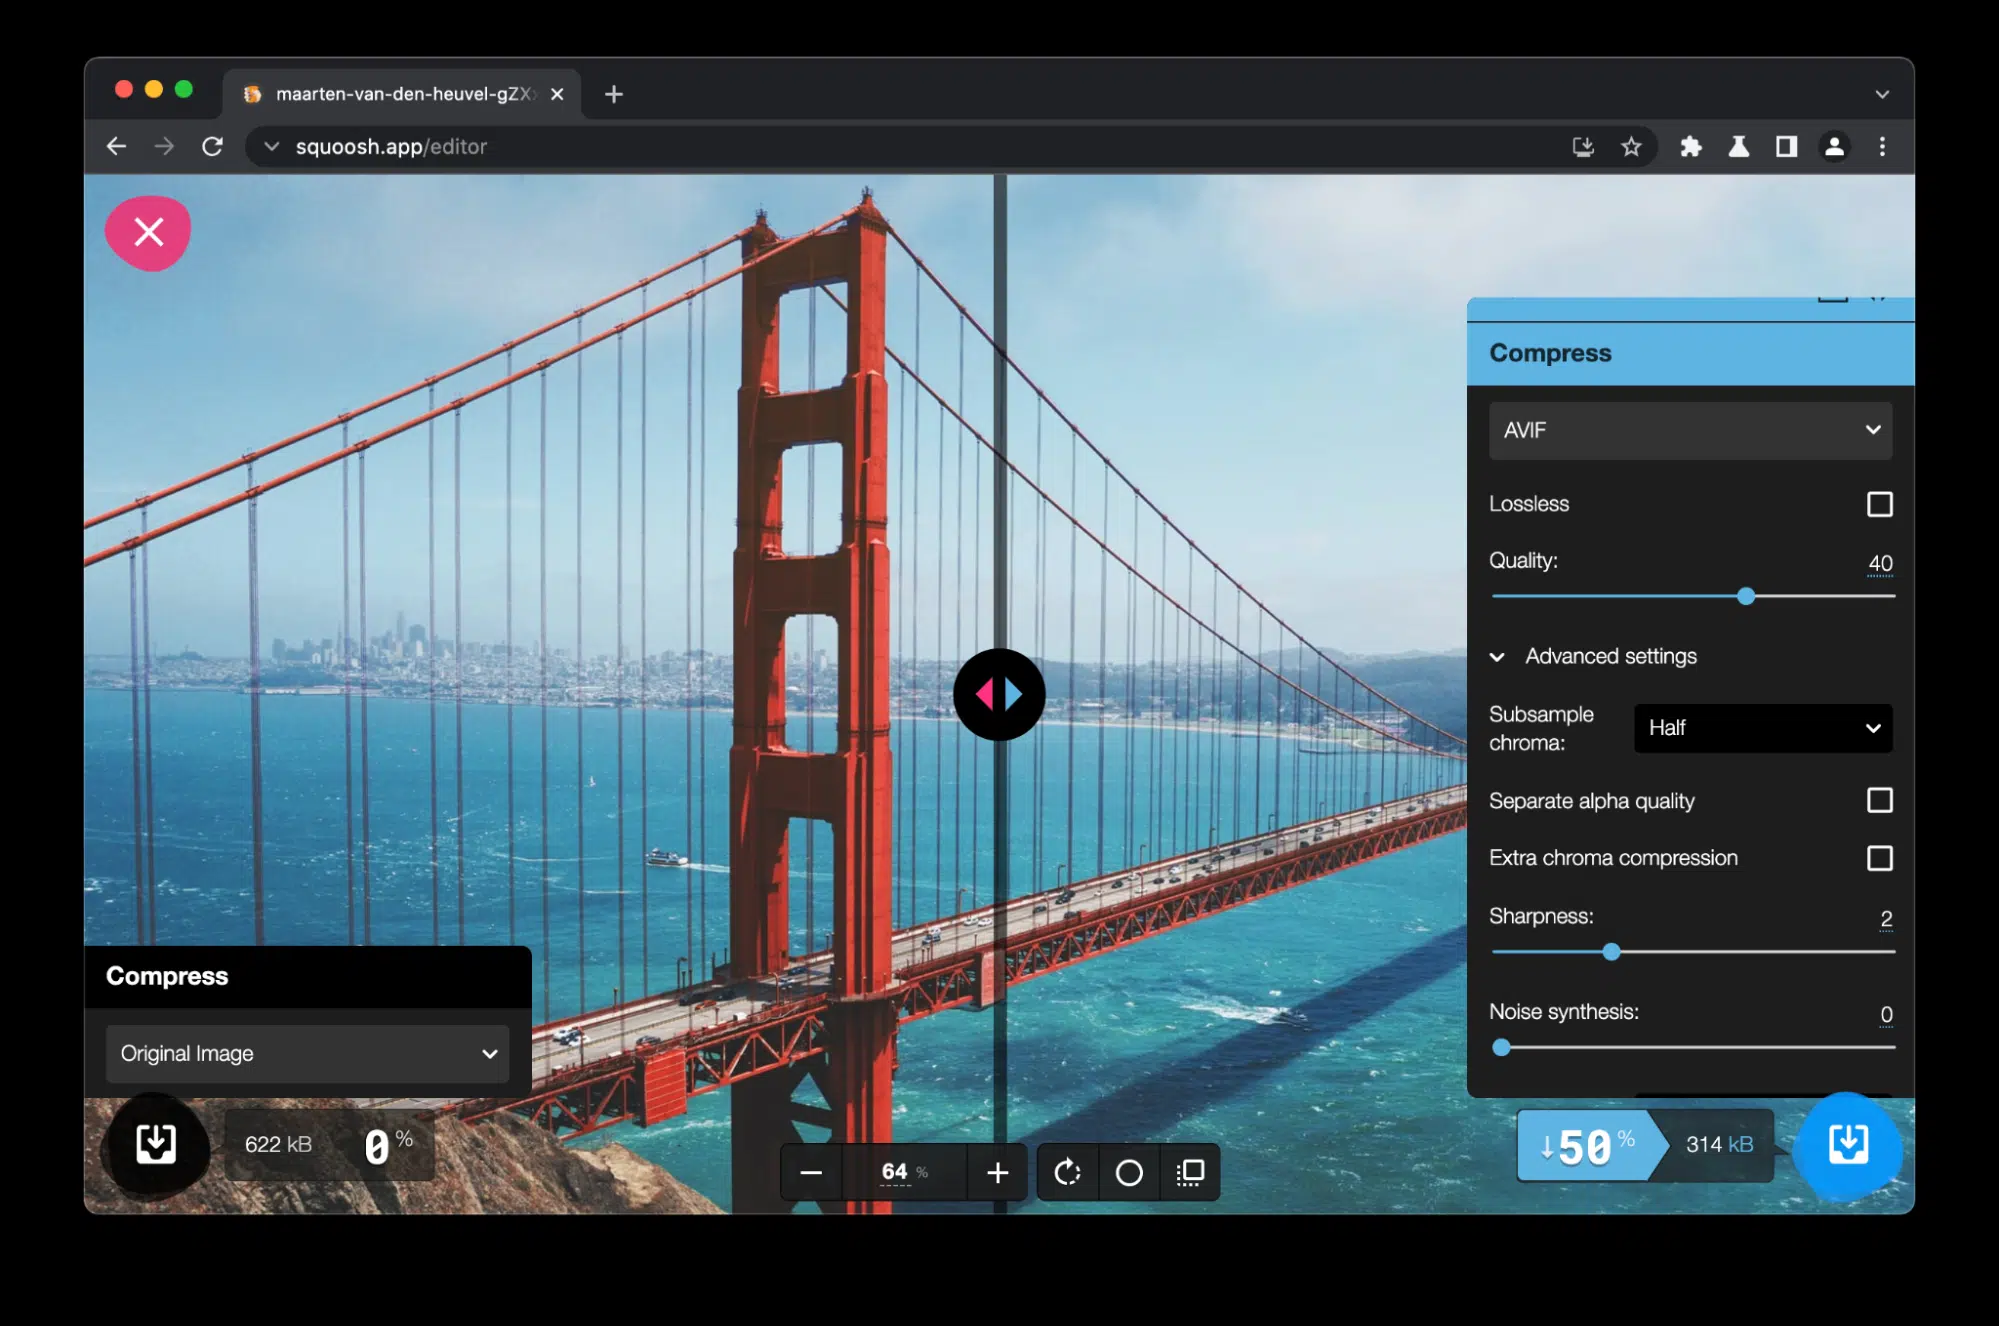 maarten-van-den-heuvel-gZX
squoosh.app/editor
Compress
AVIF
Lossless
Quality:
40
Advanced settings
Subsample chroma:
Half
Separate alpha quality
Extra chroma compression
Sharpness:
2
Noise synthesis:
0
Compress
Original Image
622 kB
0 %
64 %
↓50 %
314 kB